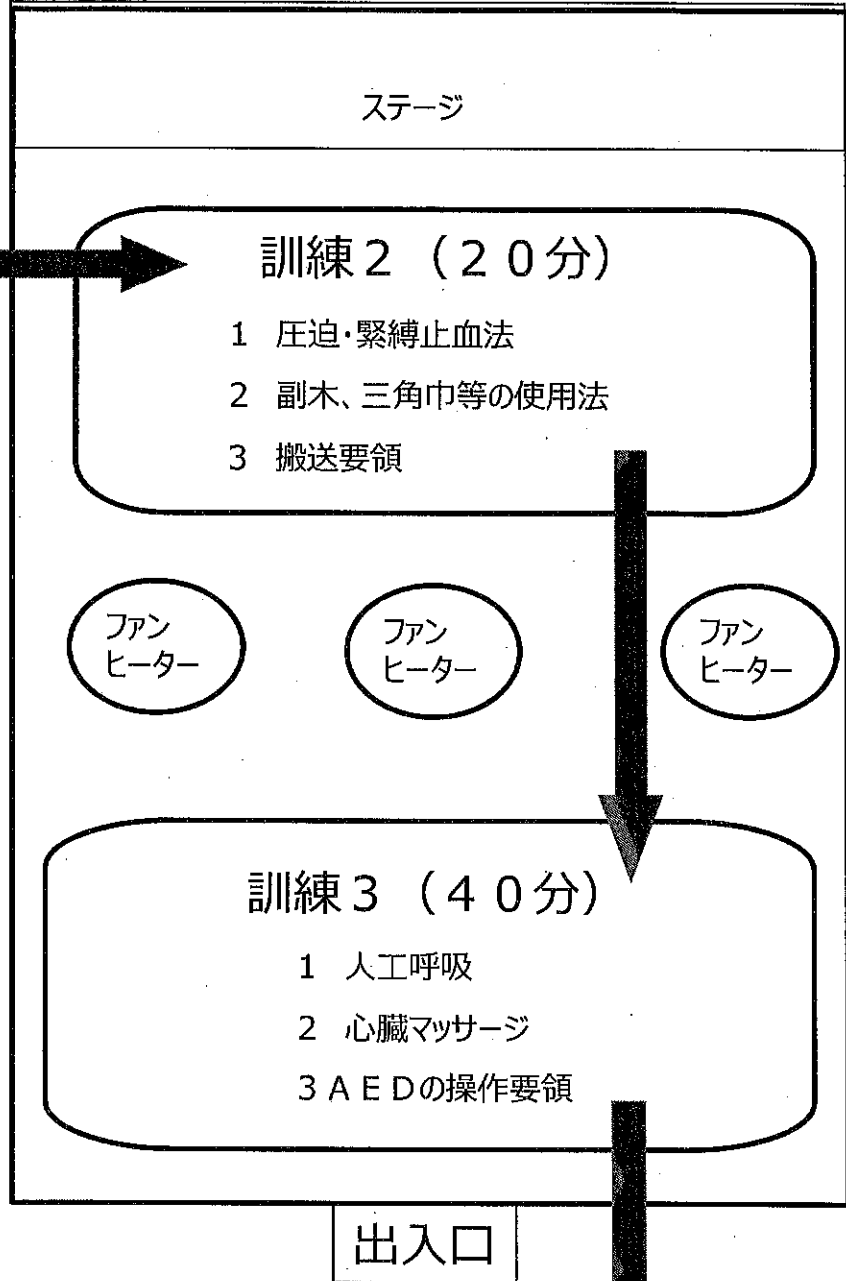 ステージ
訓練2（20分）
1 圧迫・緊縛止血法
2 副木、三角巾等の使用法
3 搬送要領
ファン
ヒーター
ファン
ヒーター
ファン
ヒーター
訓練3（40分）
1 人工呼吸
2 心臓マッサージ
3 AEDの操作要領
出入口